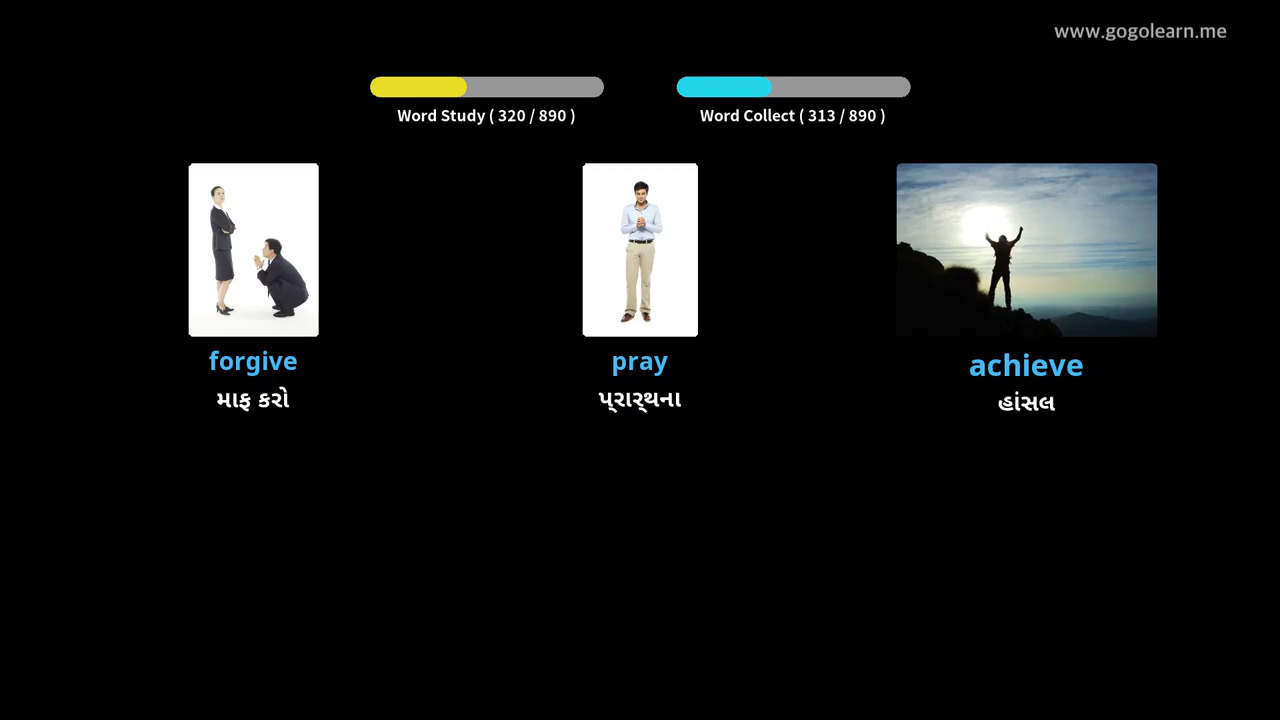 www.gogolearn.me
Word Study ( 320 / 890 )
Word Collect ( 313 / 890 )
forgive
pray
achieve
માફ કરો
પ્રાર્થના
હાંસલ